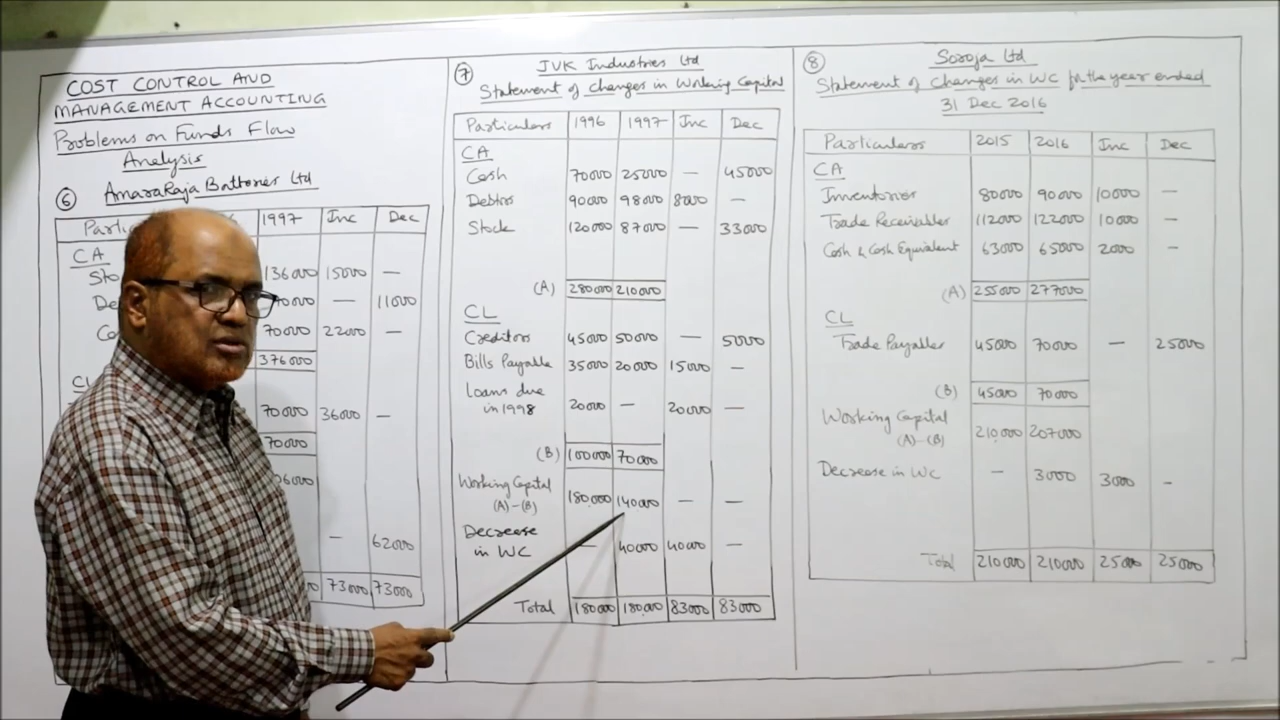 COST CONTROL AND
MANAGEMENT ACCOUNTING
Problems on Funds Flow
Analysis
6 AmaraRaja Batteries Ltd
1997 Inc Dec
CA
136000 15000 —
— 11000
70000 22000 —
376000
70000 36000 —
70000
— 62000
73000 73000
7 JVK Industries Ltd
Statement of changes in Working Capital
Particulars 1996 1997 Inc Dec
CA
Cash 70000 25000 — 45000
Debtors 90000 98000 8000 —
Stock 120000 87000 — 33000
(A) 280000 210000
CL
Creditors 45000 50000 — 5000
Bills Payable 35000 20000 15000 —
Loans due
in 1998 20000 — 20000 —
(B) 100000 70000
Working Capital
(A)-(B) 180,000 140000 — —
Decrease
in WC — 40000 40000 —
Total 180000 180,000 83000 83000
8 Saroja Ltd
Statement of Changes in WC for the year ended
31 Dec 2016
Particulars 2015 2016 Inc Dec
CA
Inventories 80000 90000 10000 —
Trade Receivables 112000 122000 10000 —
Cash & Cash Equivalent 63000 65000 2000 —
(A) 255000 277000
CL
Trade Payables 45000 70000 — 25000
(B) 45000 70000
Working Capital
(A)-(B) 210,000 207000
Decrease in WC — 3000 3000 -
Total 210000 210000 25000 25000